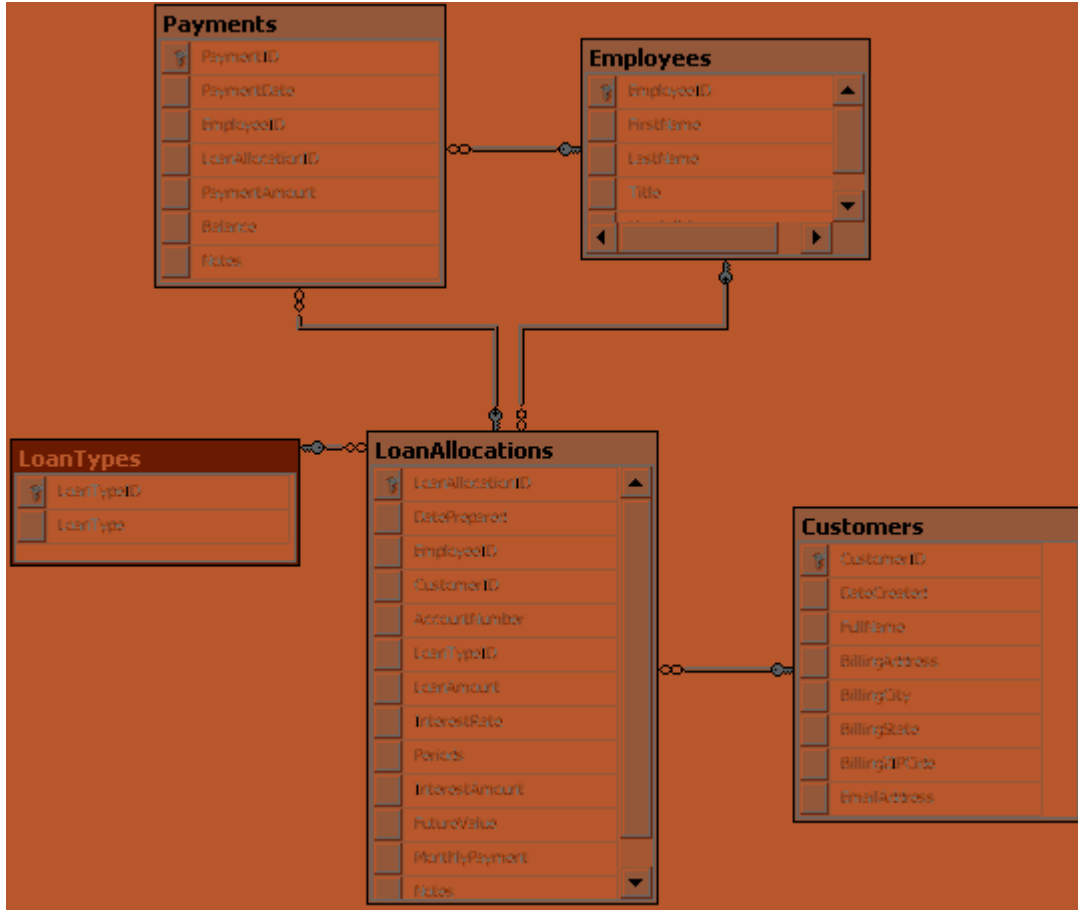 Payments
PaymentID
PaymentDate
EmployeeID
LoanAllocationID
PaymentAmount
Balance
Notes
Employees
EmployeeID
FirstName
LastName
Title
LoanTypes
LoanTypeID
LoanType
LoanAllocations
LoanAllocationID
DatePrepared
EmployeeID
CustomerID
AccountNumber
LoanTypeID
LoanAmount
InterestRate
Periods
InterestAmount
FutureValue
MonthlyPayment
Notes
Customers
CustomerID
DateCreated
FullName
BillingAddress
BillingCity
BillingState
BillingZIPCode
EmailAddress